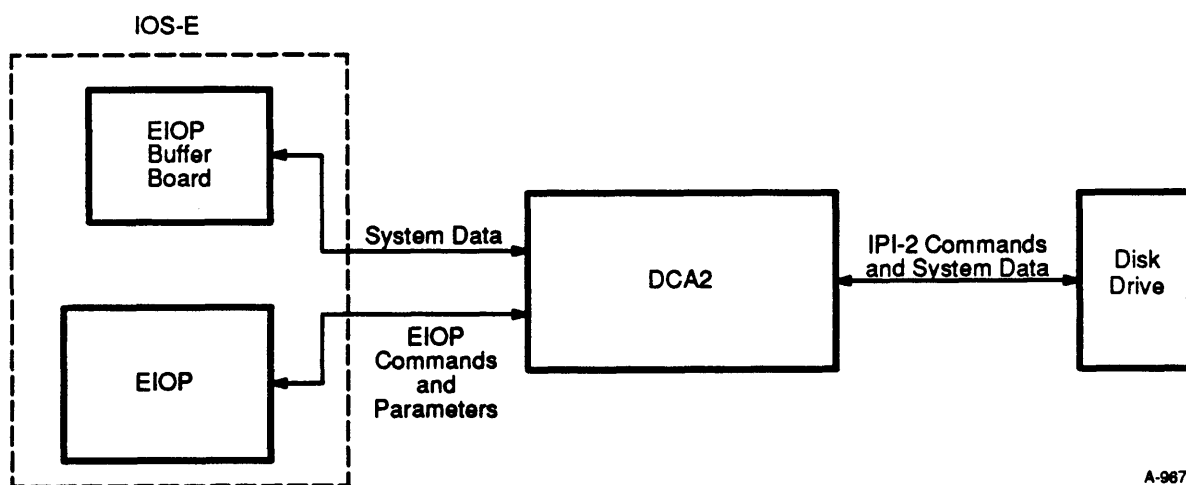 IOS-E
EIOP
Buffer
Board
System Data
EIOP
Commands
and
Parameters
EIOP
DCA2
IPI-2 Commands
and System Data
Disk
Drive
A-967